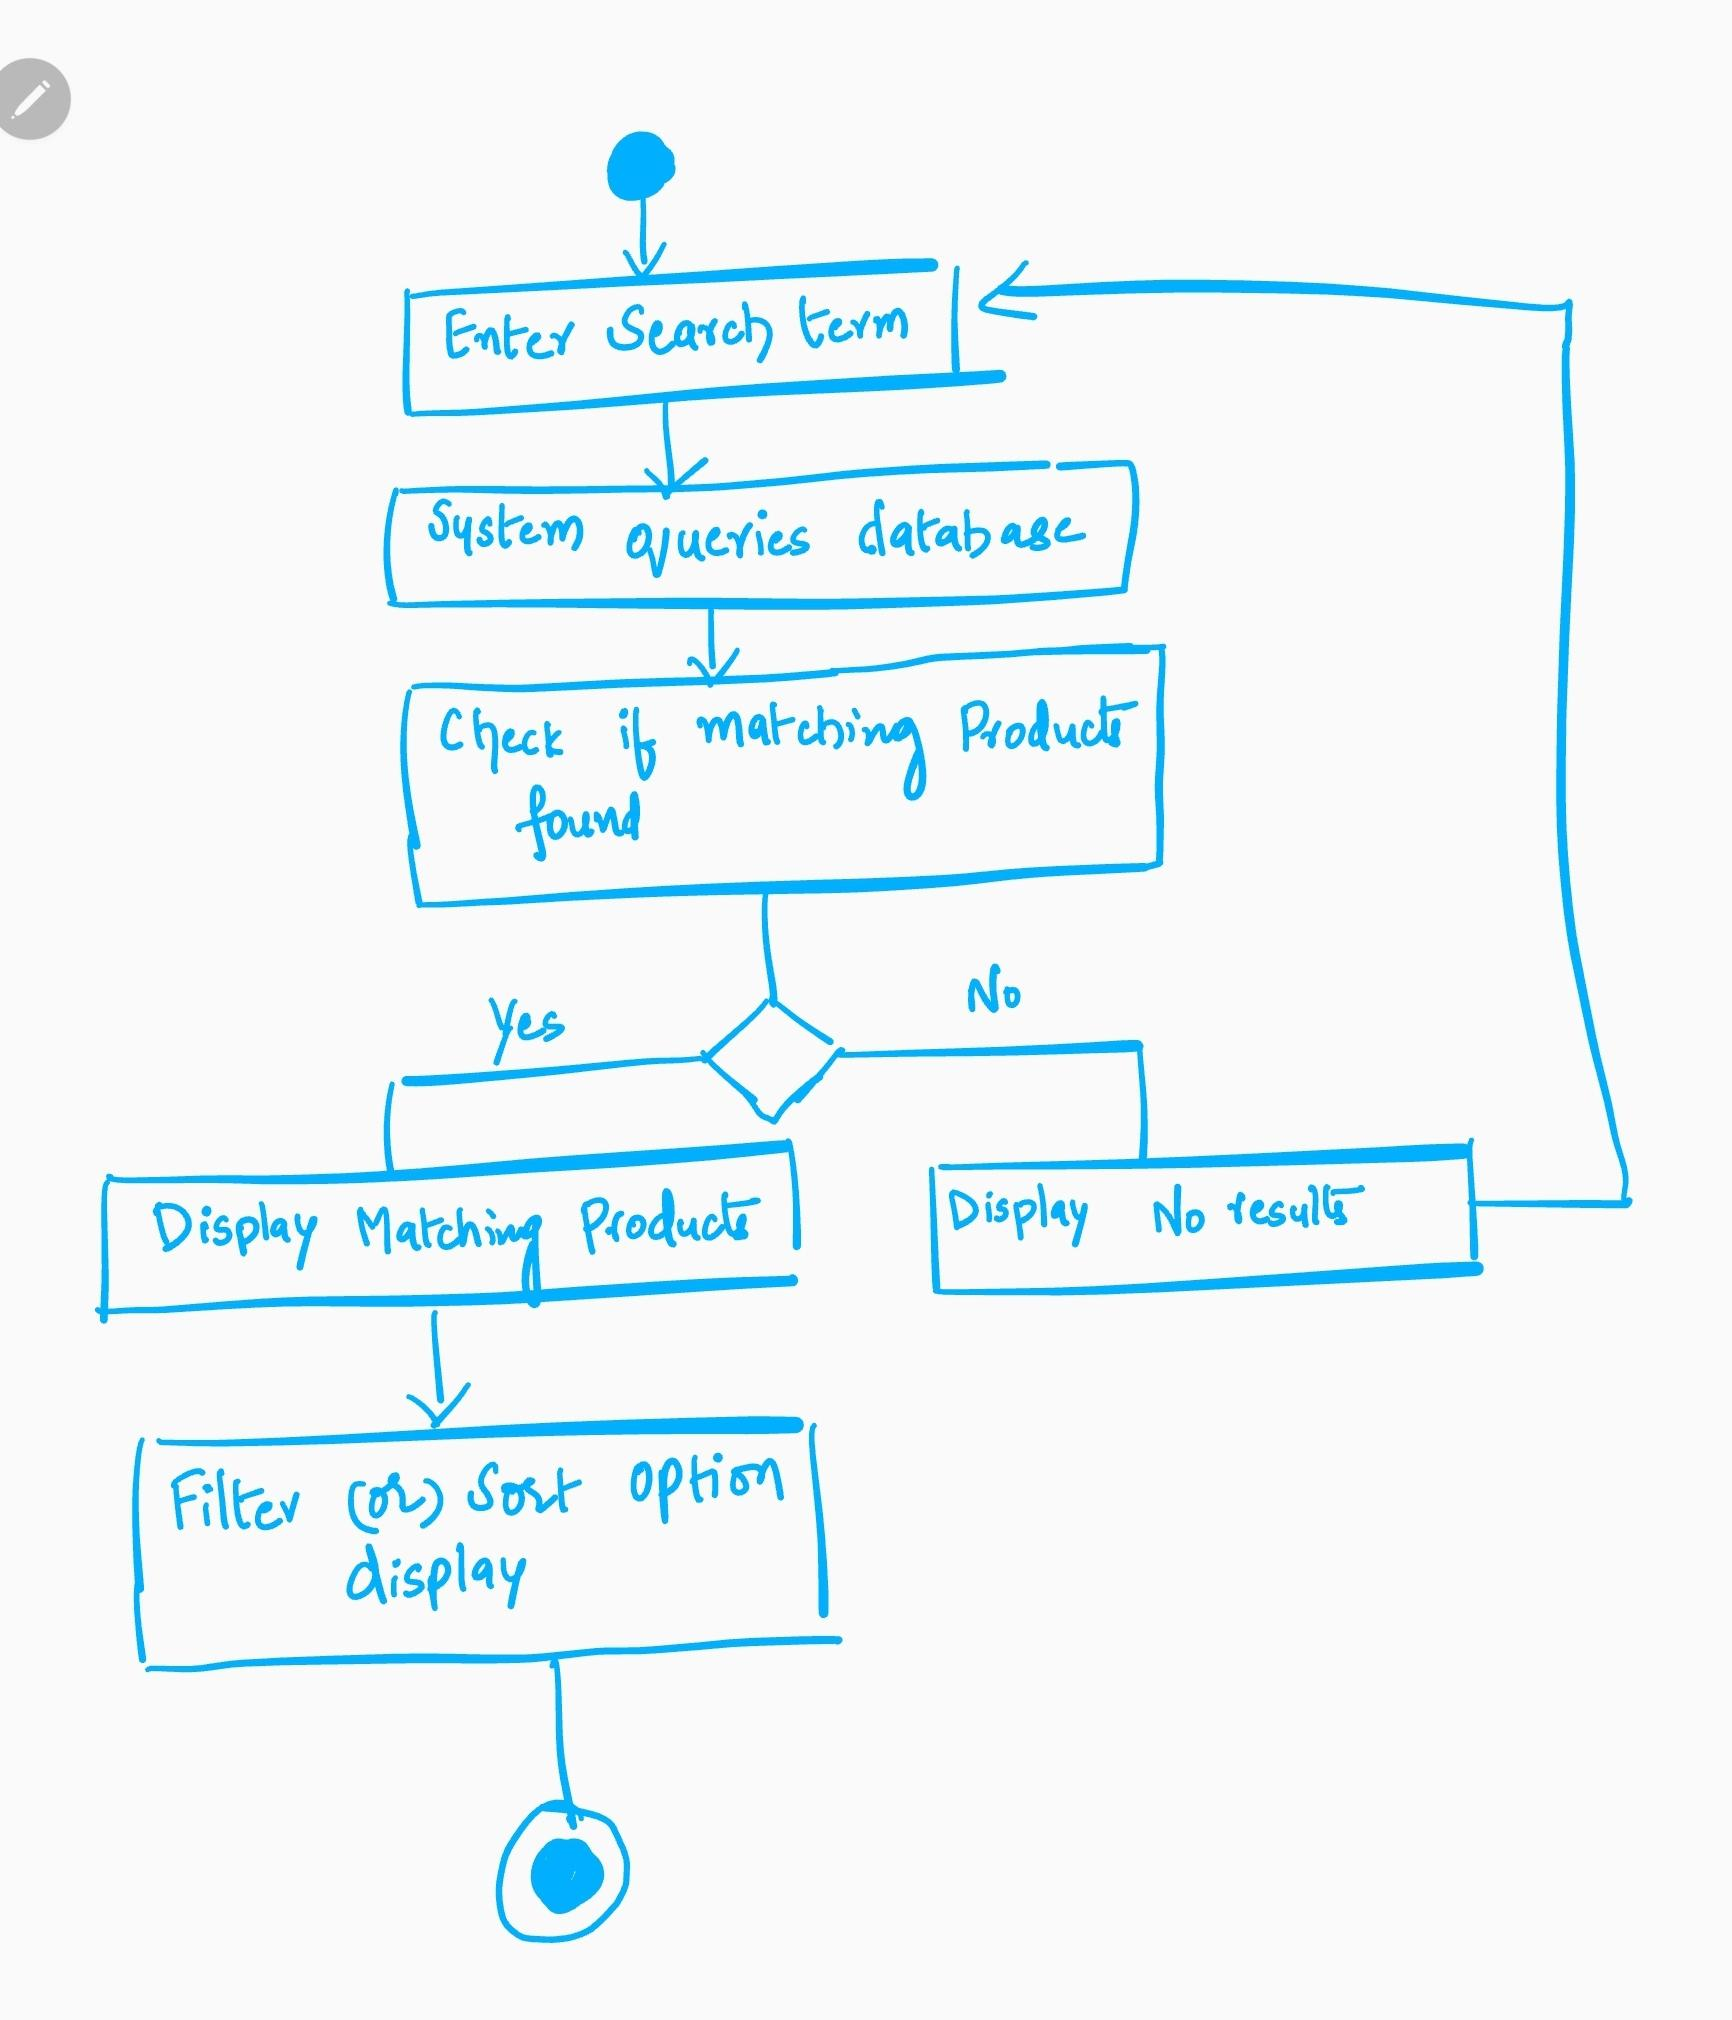 Enter Search term
System queries database
Check if matching Products
found
Yes
No
Display Matching Products
Display No results
Filter (or) Sort option
display